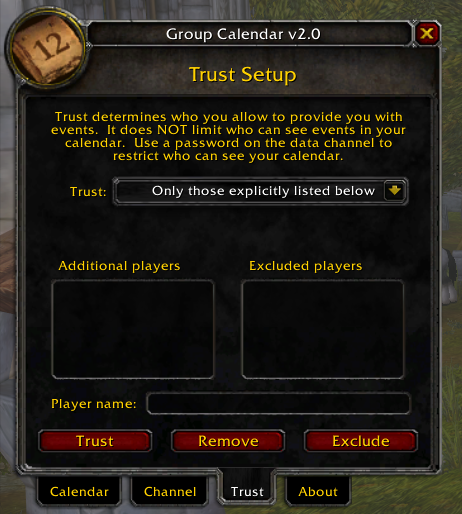 12
Group Calendar v2.0
Trust Setup
Trust determines who you allow to provide you with
events. It does NOT limit who can see events in your
calendar. Use a password on the data channel to
restrict who can see your calendar.
Trust: Only those explicitly listed below
Additional players Excluded players
Player name:
Trust Remove Exclude
Calendar Channel Trust About